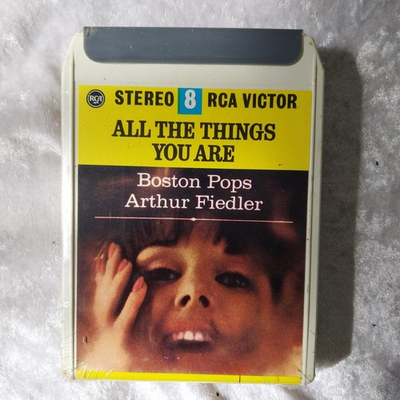 RCA STEREO 8 RCA VICTOR
ALL THE THINGS
YOU ARE
Boston Pops
Arthur Fiedler